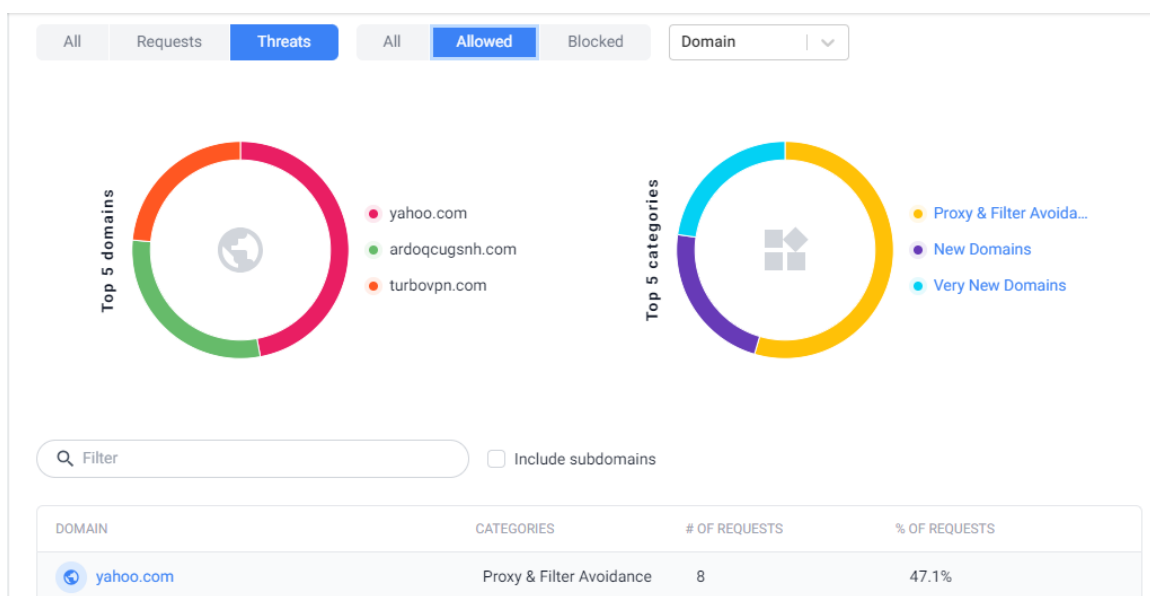 All Requests Threats All Allowed Blocked Domain
Top 5 domains
yahoo.com
ardoqcugsnh.com
turbovpn.com
Top 5 categories
Proxy & Filter Avoida...
New Domains
Very New Domains
Filter
Include subdomains
DOMAIN CATEGORIES # OF REQUESTS % OF REQUESTS
yahoo.com Proxy & Filter Avoidance 8 47.1%